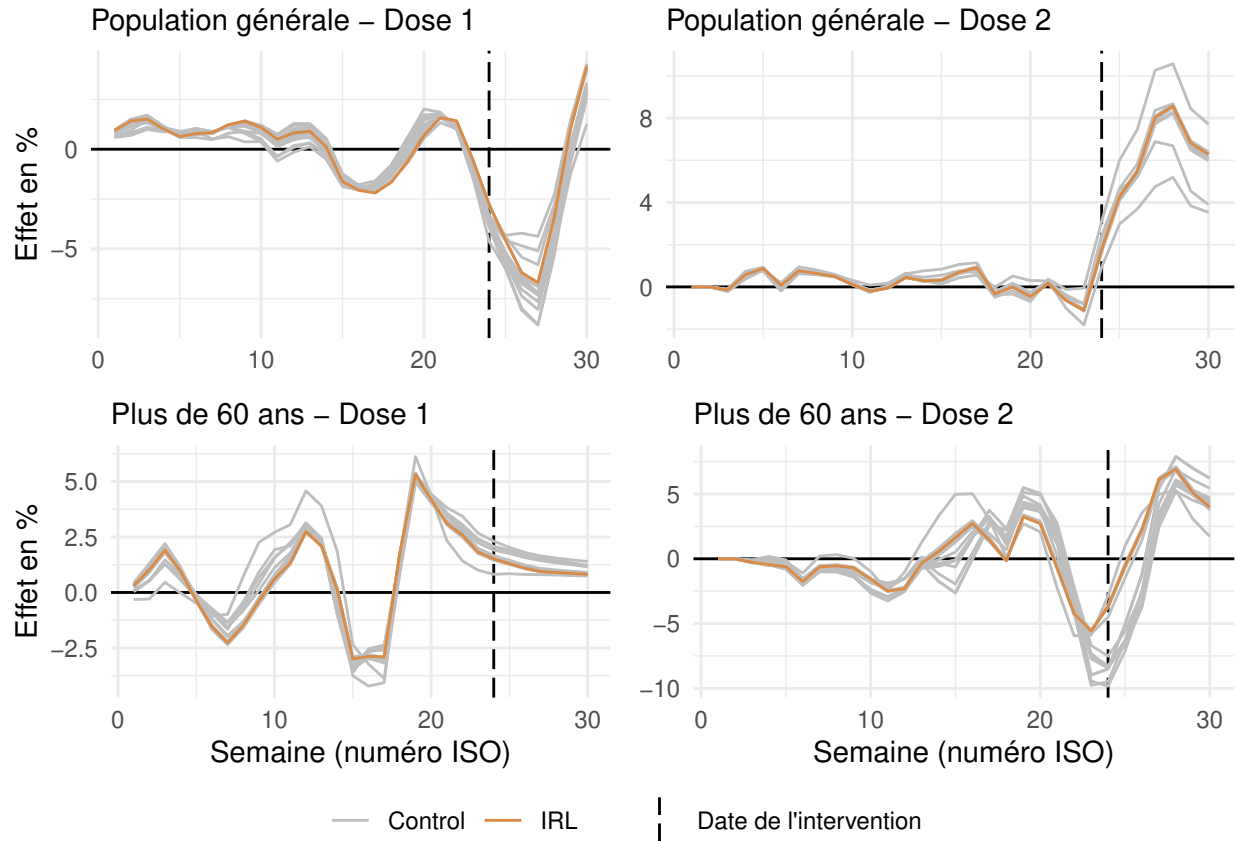 Population générale – Dose 1
Population générale – Dose 2
Effet en %
0
−5
0
10
20
30
8
4
0
0
10
20
30
Plus de 60 ans – Dose 1
Plus de 60 ans – Dose 2
Effet en %
5.0
2.5
0.0
−2.5
0
10
20
30
Semaine (numéro ISO)
5
0
−5
−10
0
10
20
30
Semaine (numéro ISO)
Control
IRL
Date de l'intervention